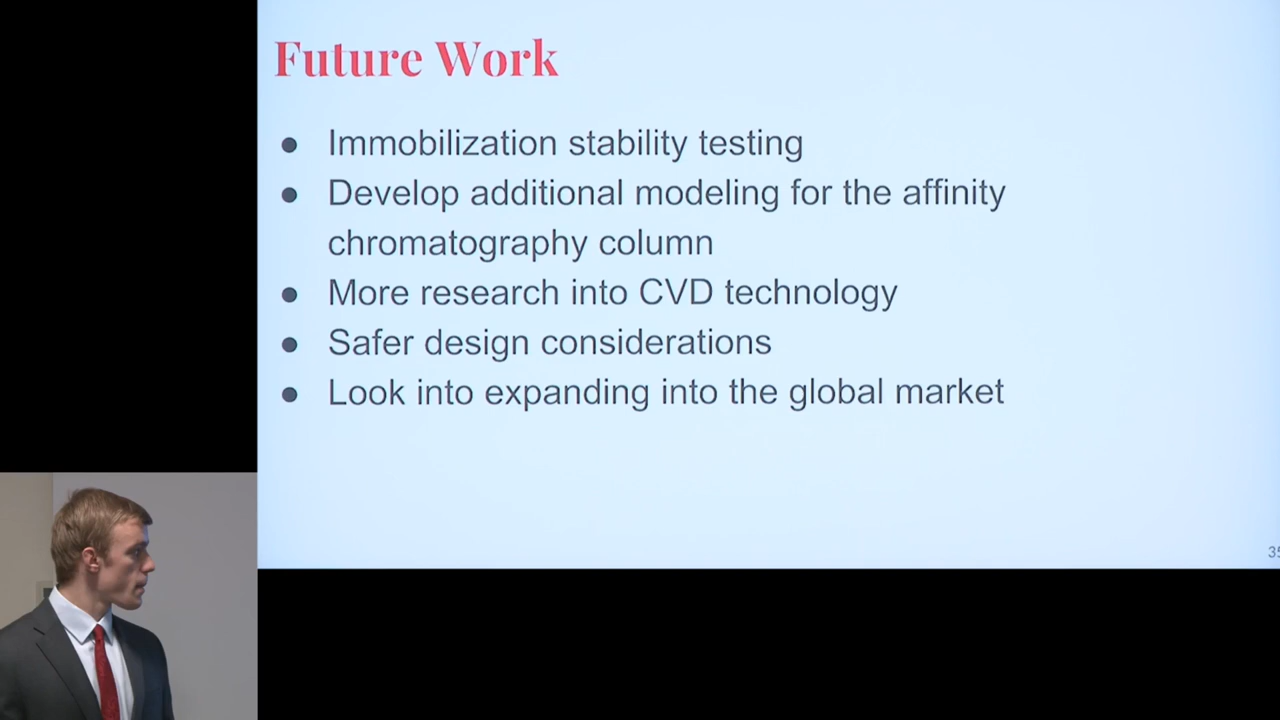 Future Work
● Immobilization stability testing
● Develop additional modeling for the affinity
chromatography column
● More research into CVD technology
● Safer design considerations
● Look into expanding into the global market
35